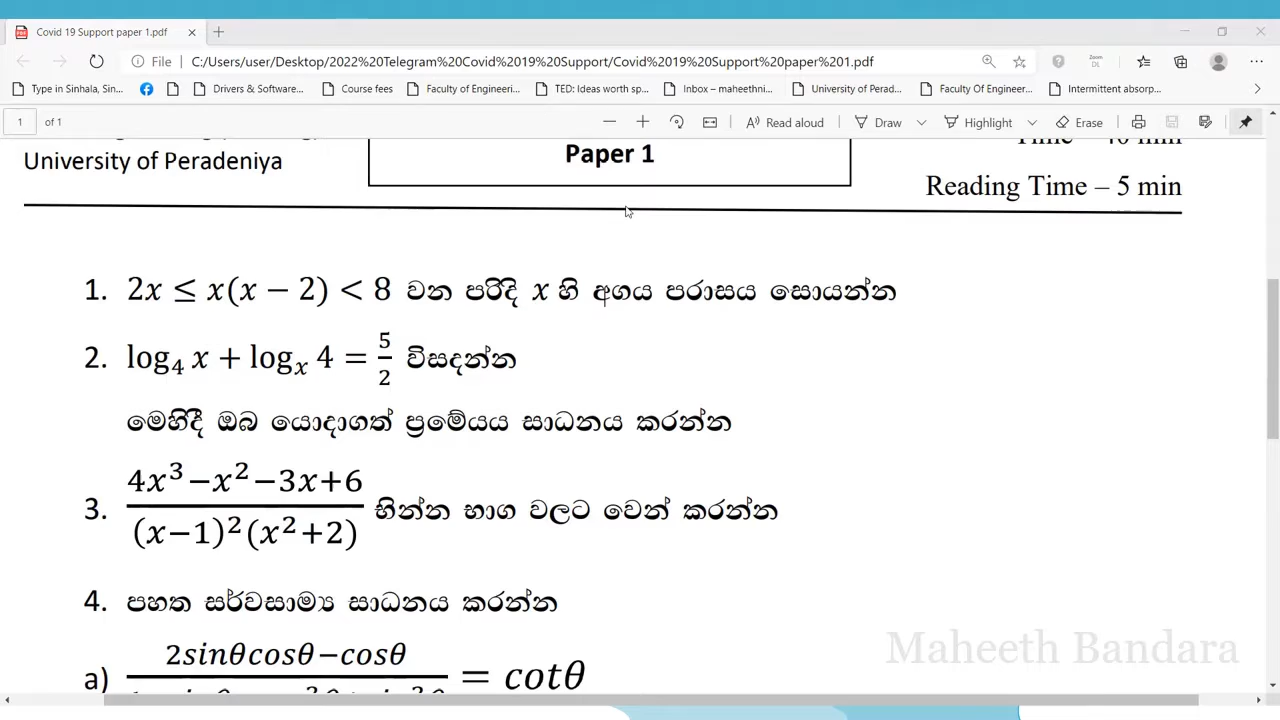 Covid 19 Support paper 1.pdf
File
C:/Users/user/Desktop/2022%20Telegram%20Covid%2019%20Support/Covid%2019%20Support%20paper%201.pdf
Type in Sinhala, Sin... Drivers & Software... Course fees Faculty of Engineeri... TED: Ideas worth sp... Inbox – maheethni... University of Perad... Faculty Of Engineer... Intermittent absorp...
1 of 1 Read aloud Draw Highlight Erase
Paper 1
University of Peradeniya
Reading Time – 5 min
1. 2x ≤ x(x − 2) < 8 වන පරිදි x හි අගය පරාසය සොයන්න
2. log₄ x + logₓ 4 = 5/2 විසදන්න
මෙහිදී ඔබ යොදාගත් ප්‍රමේයය සාධනය කරන්න
3. 4x³−x²−3x+6 / (x−1)²(x²+2) භින්න භාග වලට වෙන් කරන්න
4. පහත සර්වසාම්‍ය සාධනය කරන්න
a) 2sinθcosθ−cosθ = cotθ
Maheeth Bandara